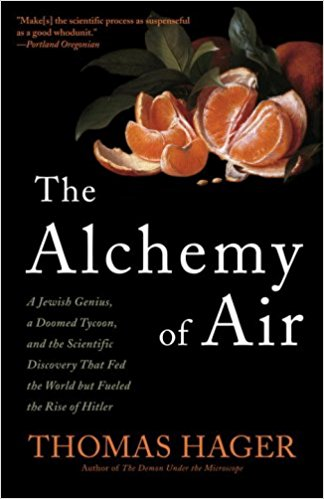 "Make[s] the scientific process as suspenseful
as a good whodunit."
—Portland Oregonian
The
Alchemy
of Air
A Jewish Genius,
a Doomed Tycoon,
and the Scientific
Discovery That Fed
the World but Fueled
the Rise of Hitler
THOMAS HAGER
Author of The Demon Under the Microscope